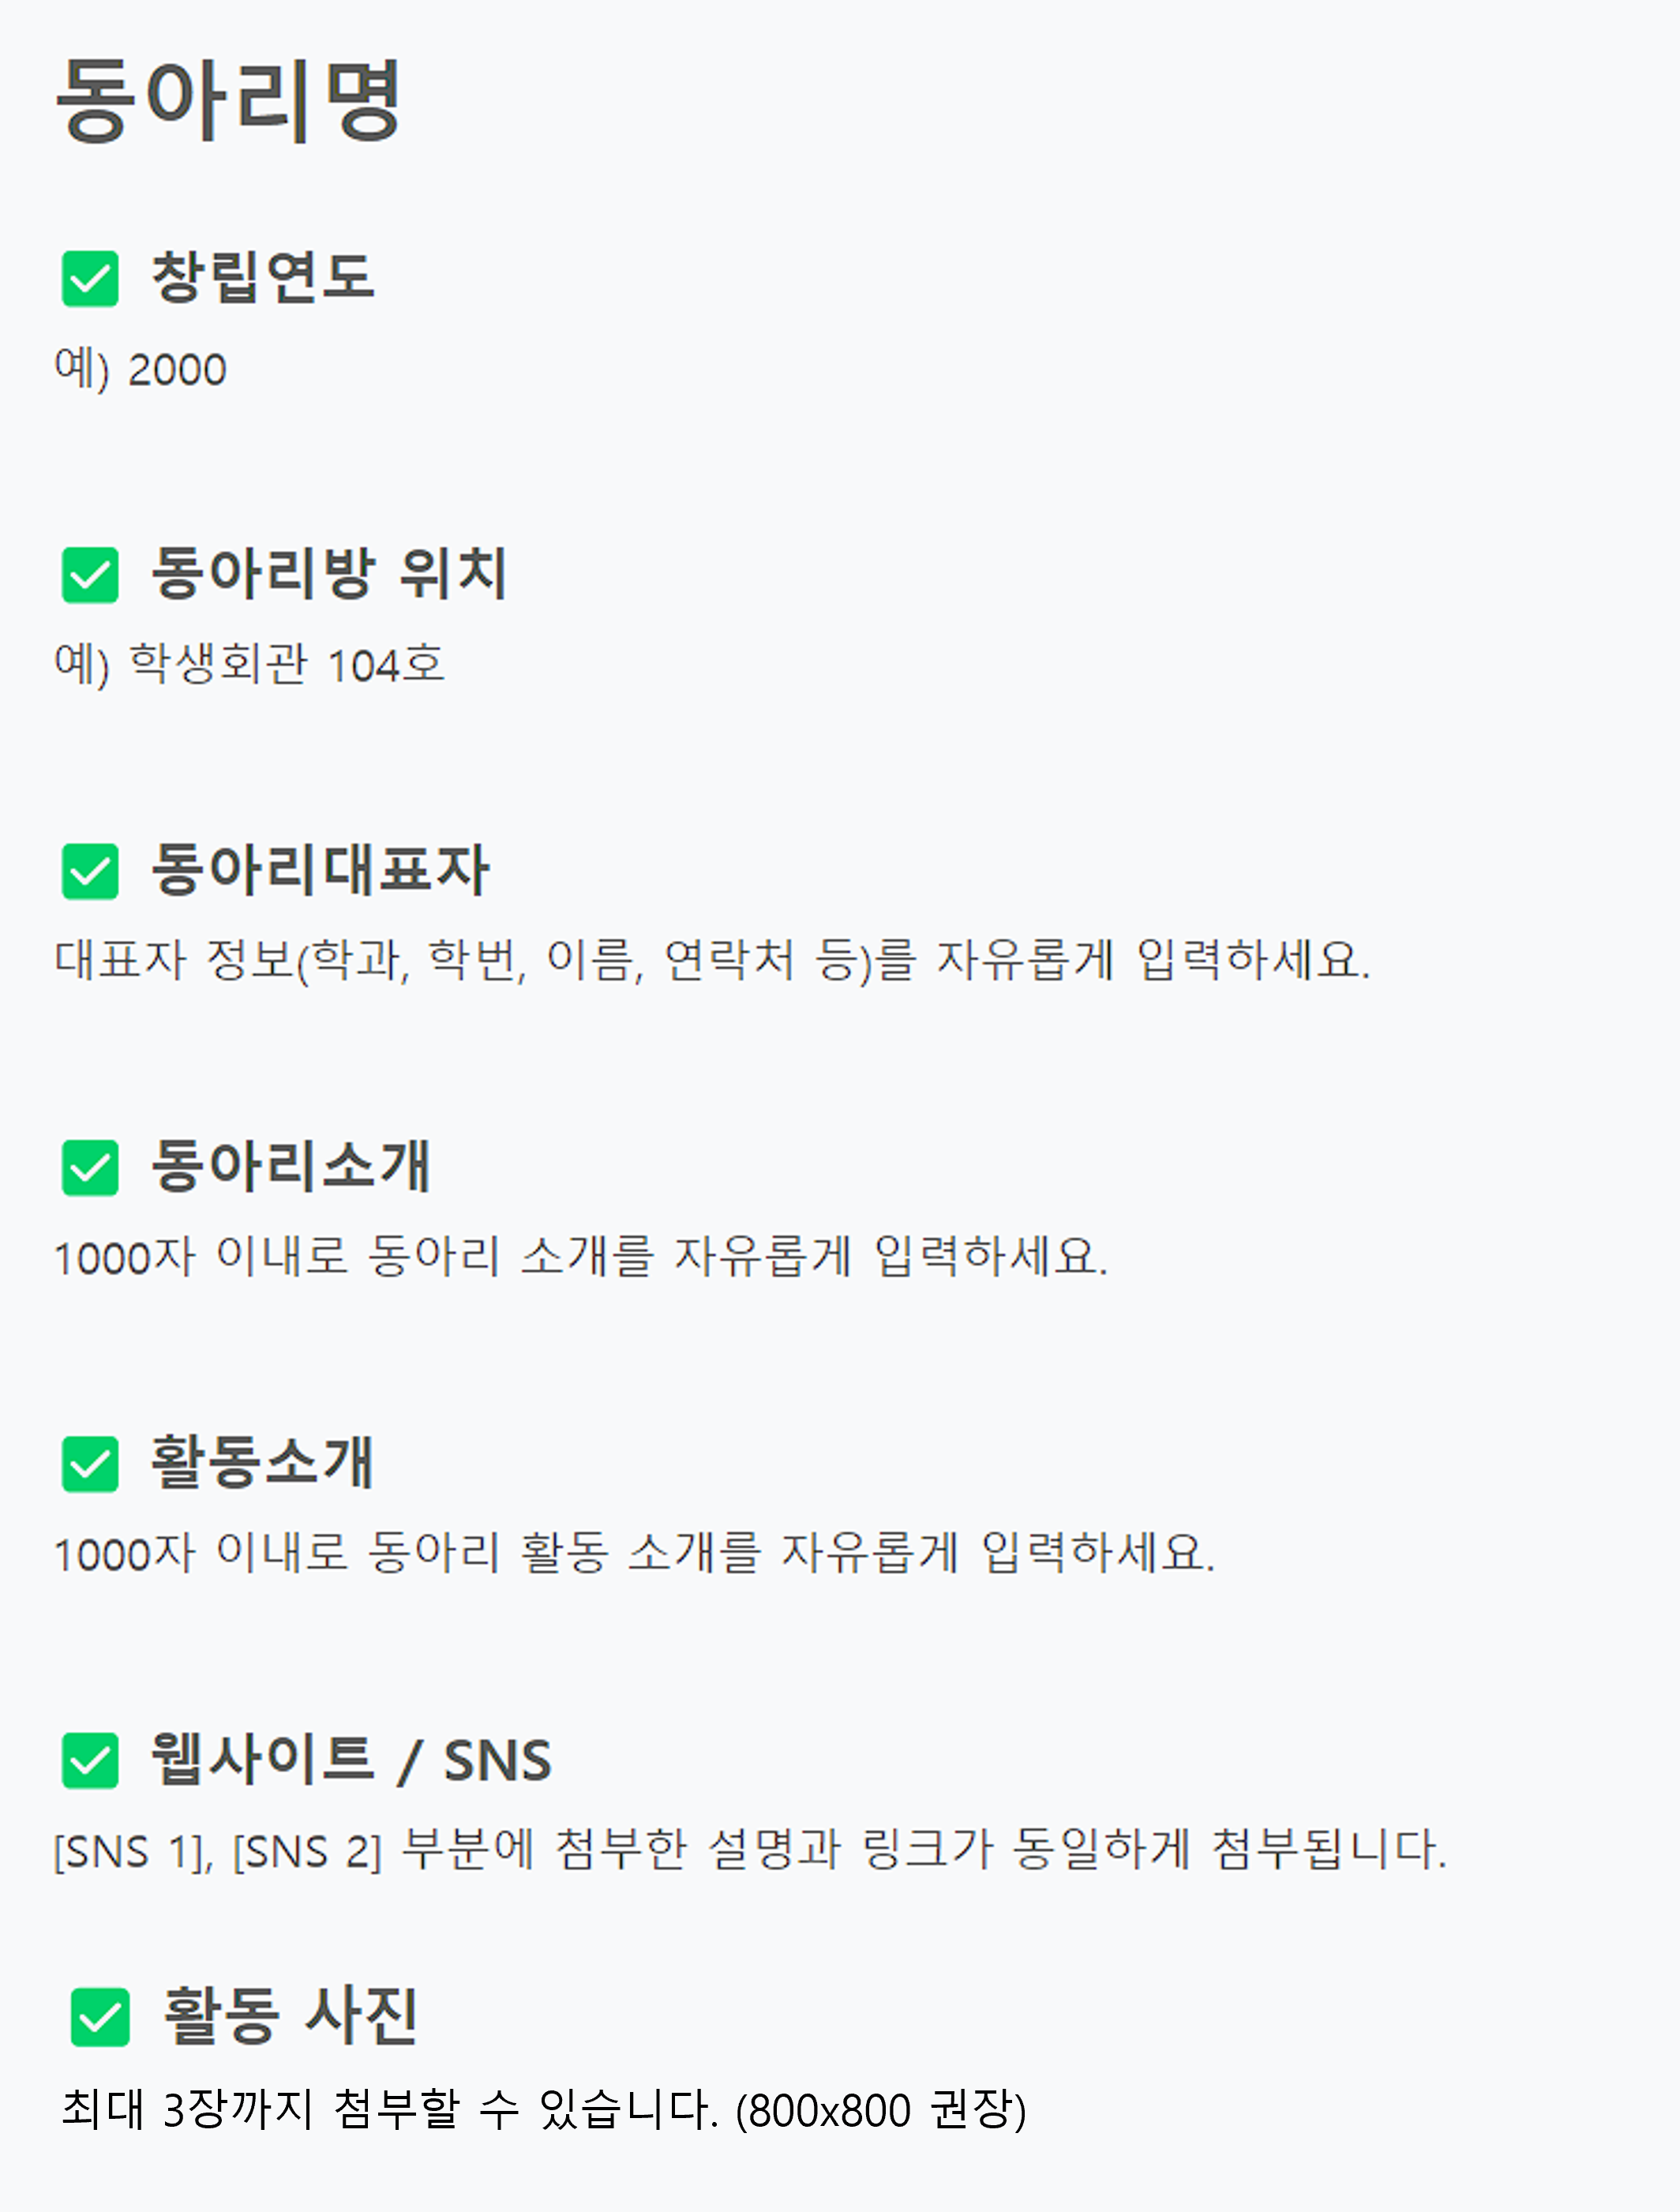 동아리명
✅ 창립연도
예) 2000
✅ 동아리방 위치
예) 학생회관 104호
✅ 동아리대표자
대표자 정보(학과, 학번, 이름, 연락처 등)를 자유롭게 입력하세요.
✅ 동아리소개
1000자 이내로 동아리 소개를 자유롭게 입력하세요.
✅ 활동소개
1000자 이내로 동아리 활동 소개를 자유롭게 입력하세요.
✅ 웹사이트 / SNS
[SNS 1], [SNS 2] 부분에 첨부한 설명과 링크가 동일하게 첨부됩니다.
✅ 활동 사진
최대 3장까지 첨부할 수 있습니다. (800x800 권장)